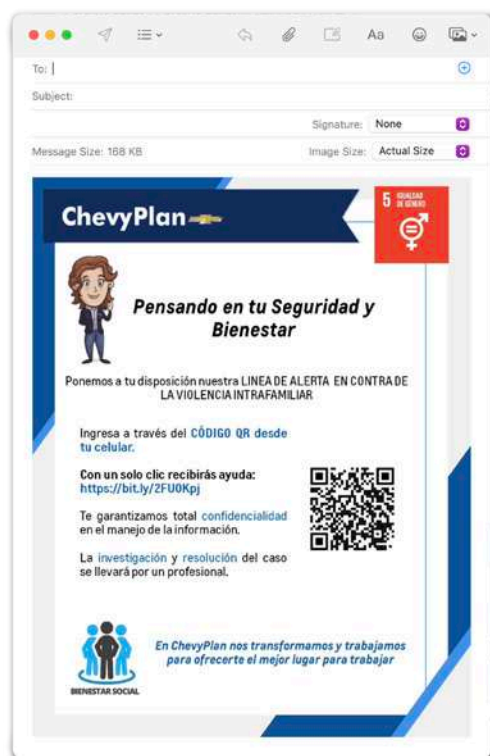 Aa
To:
Subject:
Signature: None
Message Size: 168 KB
Image Size: Actual Size
ChevyPlan
5 IGUALDAD
DE GÉNERO
Pensando en tu Seguridad y
Bienestar
Ponemos a tu disposición nuestra LINEA DE ALERTA EN CONTRA DE
LA VIOLENCIA INTRAFAMILIAR
Ingresa a través del CÓDIGO QR desde
tu celular.
Con un solo clic recibirás ayuda:
https://bit.ly/2FU0Kpj
Te garantizamos total confidencialidad
en el manejo de la información.
La investigación y resolución del caso
se llevará por un profesional.
En ChevyPlan nos transformamos y trabajamos
para ofrecerte el mejor lugar para trabajar
BIENESTAR SOCIAL